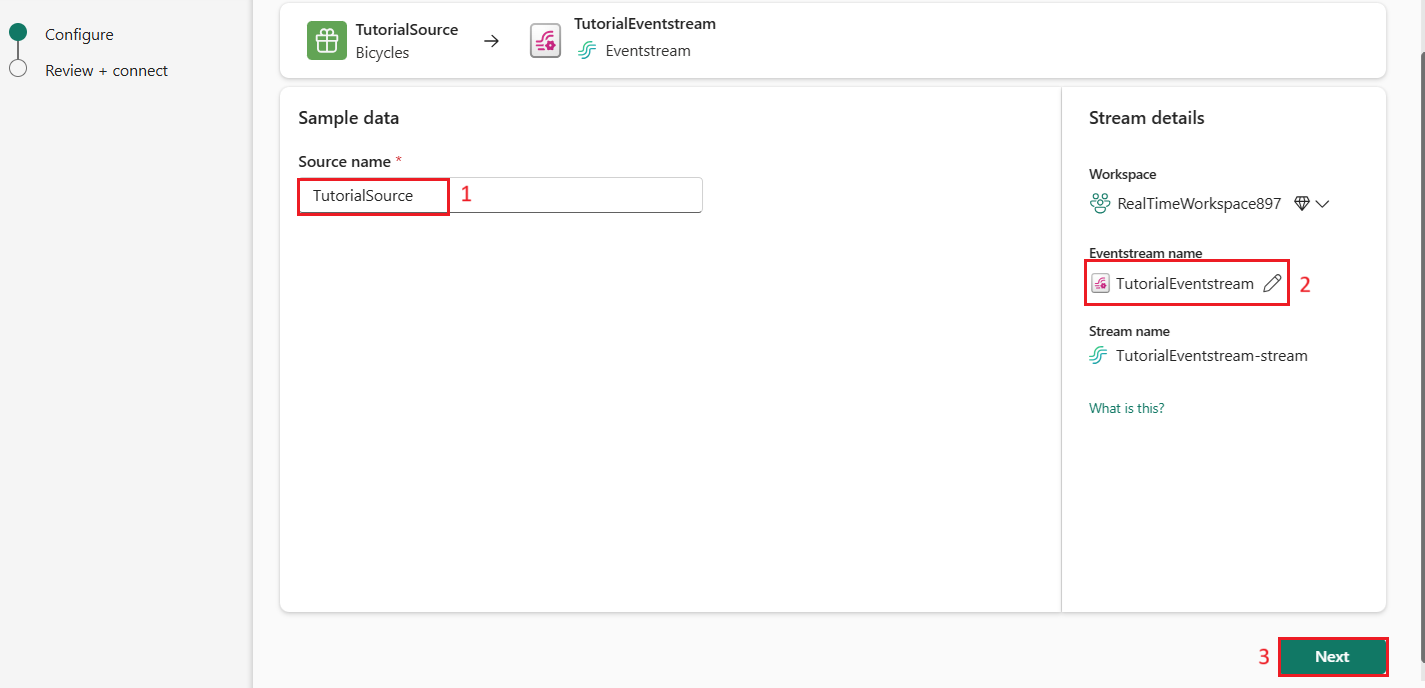 Configure
Review + connect
TutorialSource
Bicycles
TutorialEventstream
Eventstream
Sample data
Source name *
TutorialSource 1
Stream details
Workspace
RealTimeWorkspace897
Eventstream name
TutorialEventstream 2
Stream name
TutorialEventstream-stream
What is this?
3 Next